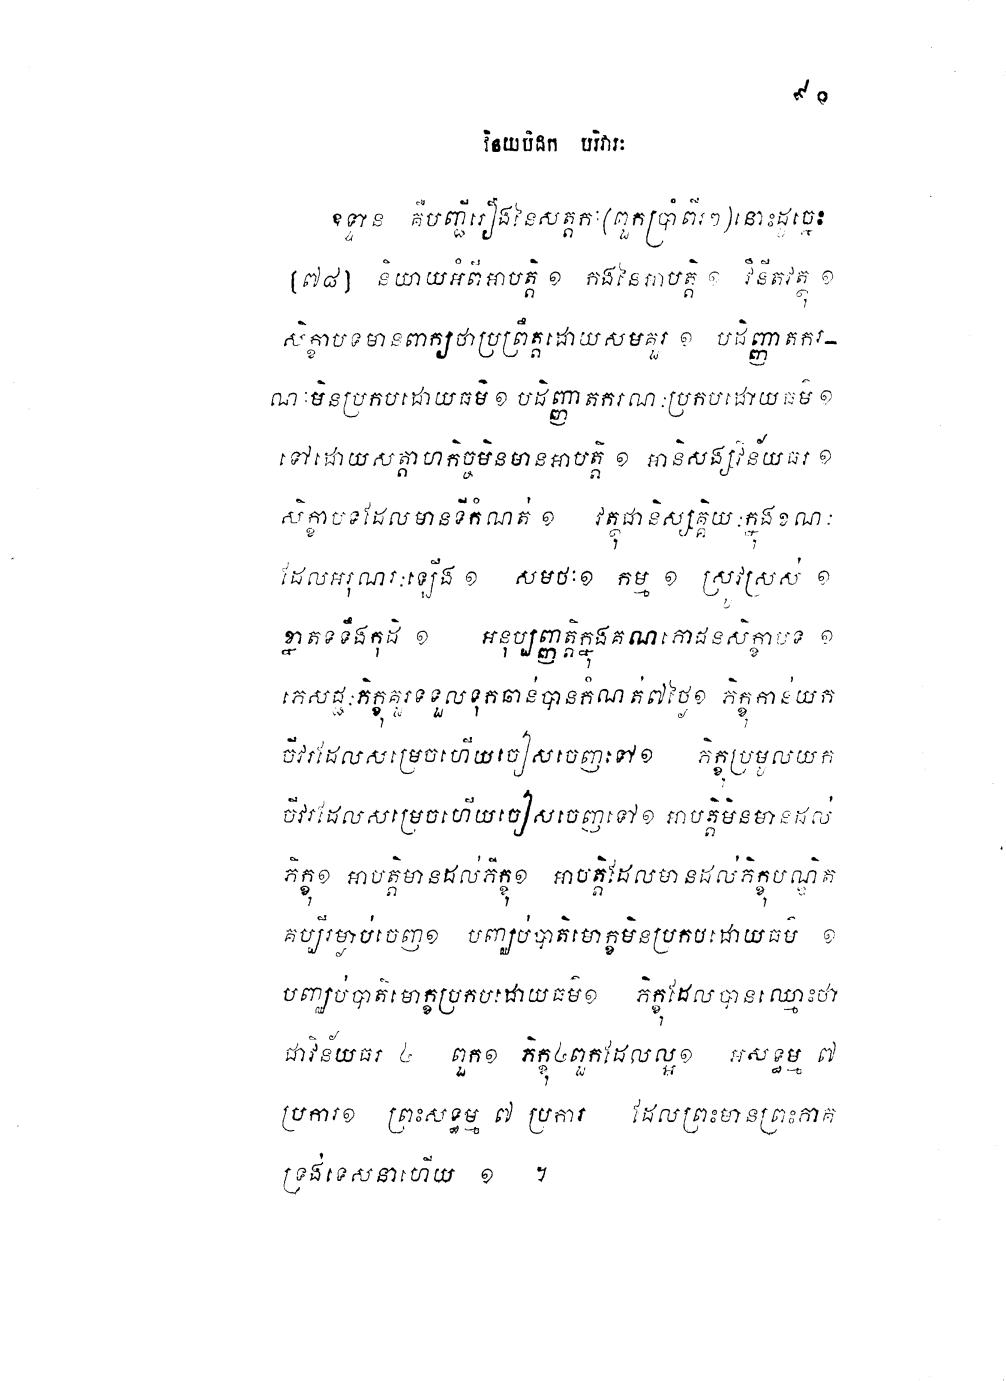 ៩០
វិនយបិដក បរិវារៈ
ឧទ្ទាន គឺបញ្ជីរឿងនៃសត្តកៈ(ពួកប្រាំពីរៗ)នោះដូច្នេះ
[៧៨] និយាយអំពីអាបត្តិ ១ កងនៃអាបត្តិ ១ វិនីតវត្ថុ ១
សិក្ខាបទមានពាក្យថាប្រព្រឹត្តដោយសមគួរ ១ បដិញ្ញាតករ–
ណៈមិនប្រកបដោយធម៌ ១ បដិញ្ញាតករណៈប្រកបដោយធម៌ ១
ទៅដោយសត្តាហកិច្ចមិនមានអាបត្តិ ១ អានិសង្សវិន័យធរ ១
សិក្ខាបទដែលមានទីកំណត់ ១ វត្ថុជានិស្សគ្គិយៈក្នុងខណៈ
ដែលអរុណរៈឡើង ១ សមថៈ១ កម្ម ១ ស្រូវស្រស់ ១
ខ្នាតទទឹងកុដិ ១ អនុប្បញ្ញត្តិក្នុងគណភោជនសិក្ខាបទ ១
ភេសជ្ជៈភិក្ខុគួរទទួលទុកឆាន់បានកំណត់៧ថ្ងៃ១ ភិក្ខុកាន់យក
ចីវរដែលសម្រេចហើយចៀសចេញទៅ១ ភិក្ខុប្រមូលយក
ចីវរដែលសម្រេចហើយចៀសចេញទៅ១ អាបត្តិមិនមានដល់
ភិក្ខុ១ អាបត្តិមានដល់ភិក្ខុ១ អាបត្តិដែលមានដល់ភិក្ខុបណ្ឌិត
គប្បីរម្ងាប់ចេញ១ បញ្ឈប់បាតិមោក្ខមិនប្រកបដោយធម៌ ១
បញ្ឈប់បាតិមោក្ខប្រកបដោយធម៌១ ភិក្ខុដែលបានឈ្មោះថា
ជាវិន័យធរ ៤ ពួក១ ភិក្ខុ៤ពួកដែលល្អ១ អសទ្ធម្ម ៧
ប្រការ១ ព្រះសទ្ធម្ម ៧ ប្រការ ដែលព្រះមានព្រះភាគ
ទ្រង់ទេសនាហើយ ១ ។